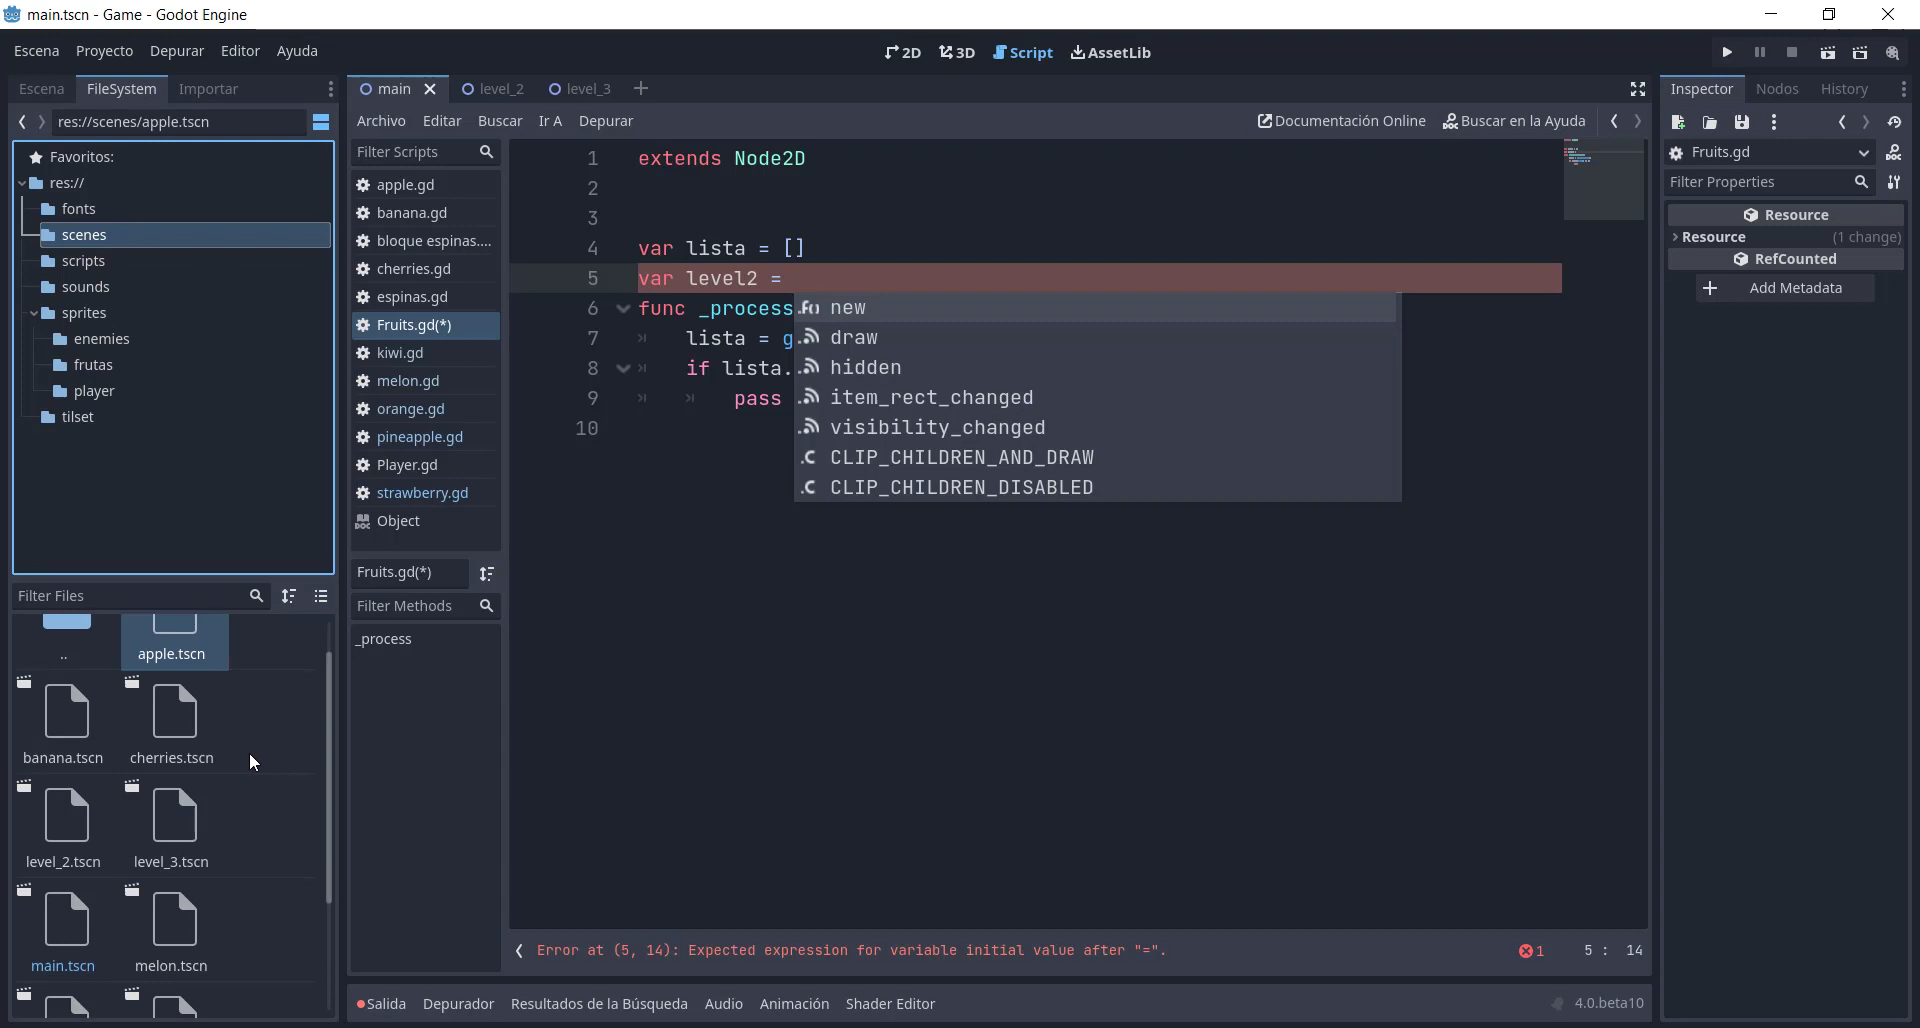 main.tscn - Game - Godot Engine
Escena Proyecto Depurar Editor Ayuda
2D 3D Script AssetLib
Escena FileSystem Importar
res://scenes/apple.tscn
Favoritos:
res://
fonts
scenes
scripts
sounds
sprites
enemies
frutas
player
tilset
Filter Files
..
apple.tscn
banana.tscn
cherries.tscn
level_2.tscn
level_3.tscn
main.tscn
melon.tscn
main level_2 level_3
Archivo Editar Buscar Ir A Depurar
Documentación Online Buscar en la Ayuda
Filter Scripts
apple.gd
banana.gd
bloque espinas....
cherries.gd
espinas.gd
Fruits.gd(*)
kiwi.gd
melon.gd
orange.gd
pineapple.gd
Player.gd
strawberry.gd
Object
Fruits.gd(*)
Filter Methods
_process
1 extends Node2D
2
3
4 var lista = []
5 var level2 =
6 func _process
7 lista = g
8 if lista.
9 pass
10
new
draw
hidden
item_rect_changed
visibility_changed
CLIP_CHILDREN_AND_DRAW
CLIP_CHILDREN_DISABLED
Error at (5, 14): Expected expression for variable initial value after "=".
1 5 : 14
Salida Depurador Resultados de la Búsqueda Audio Animación Shader Editor
4.0.beta10
Inspector Nodos History
Fruits.gd
Filter Properties
Resource
Resource (1 change)
RefCounted
Add Metadata